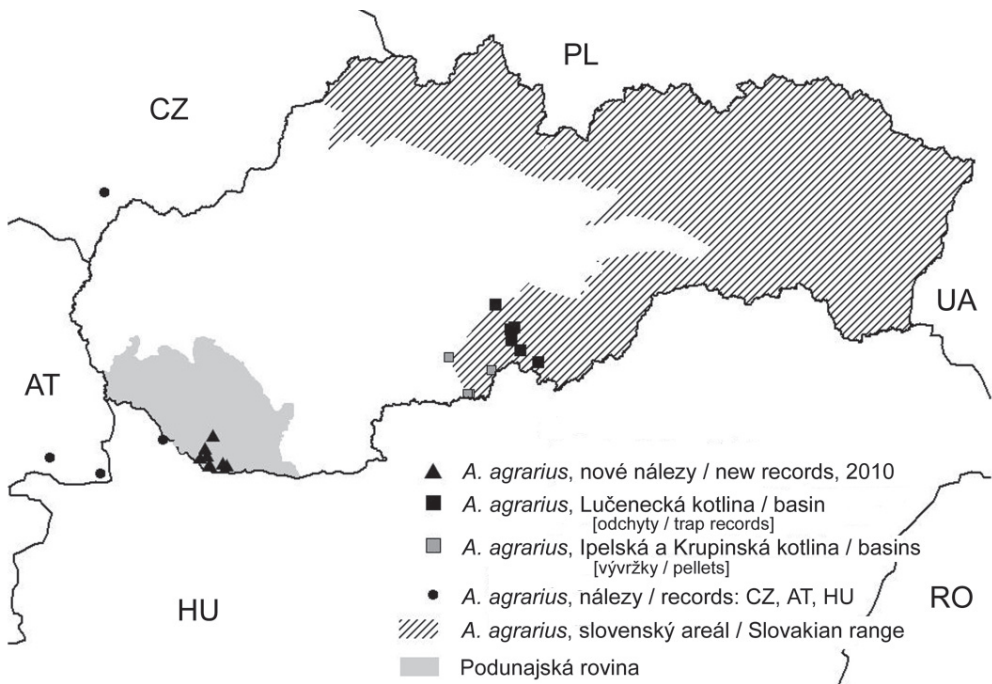 PL
CZ
UA
AT
A. agrarius, nové nálezy / new records, 2010
A. agrarius, Lučenecká kotlina / basin
[odchyty / trap records]
A. agrarius, Ipelská a Krupinská kotlina / basins
[vývržky / pellets]
HU
A. agrarius, nálezy / records: CZ, AT, HU
RO
A. agrarius, slovenský areál / Slovakian range
Podunajská rovina